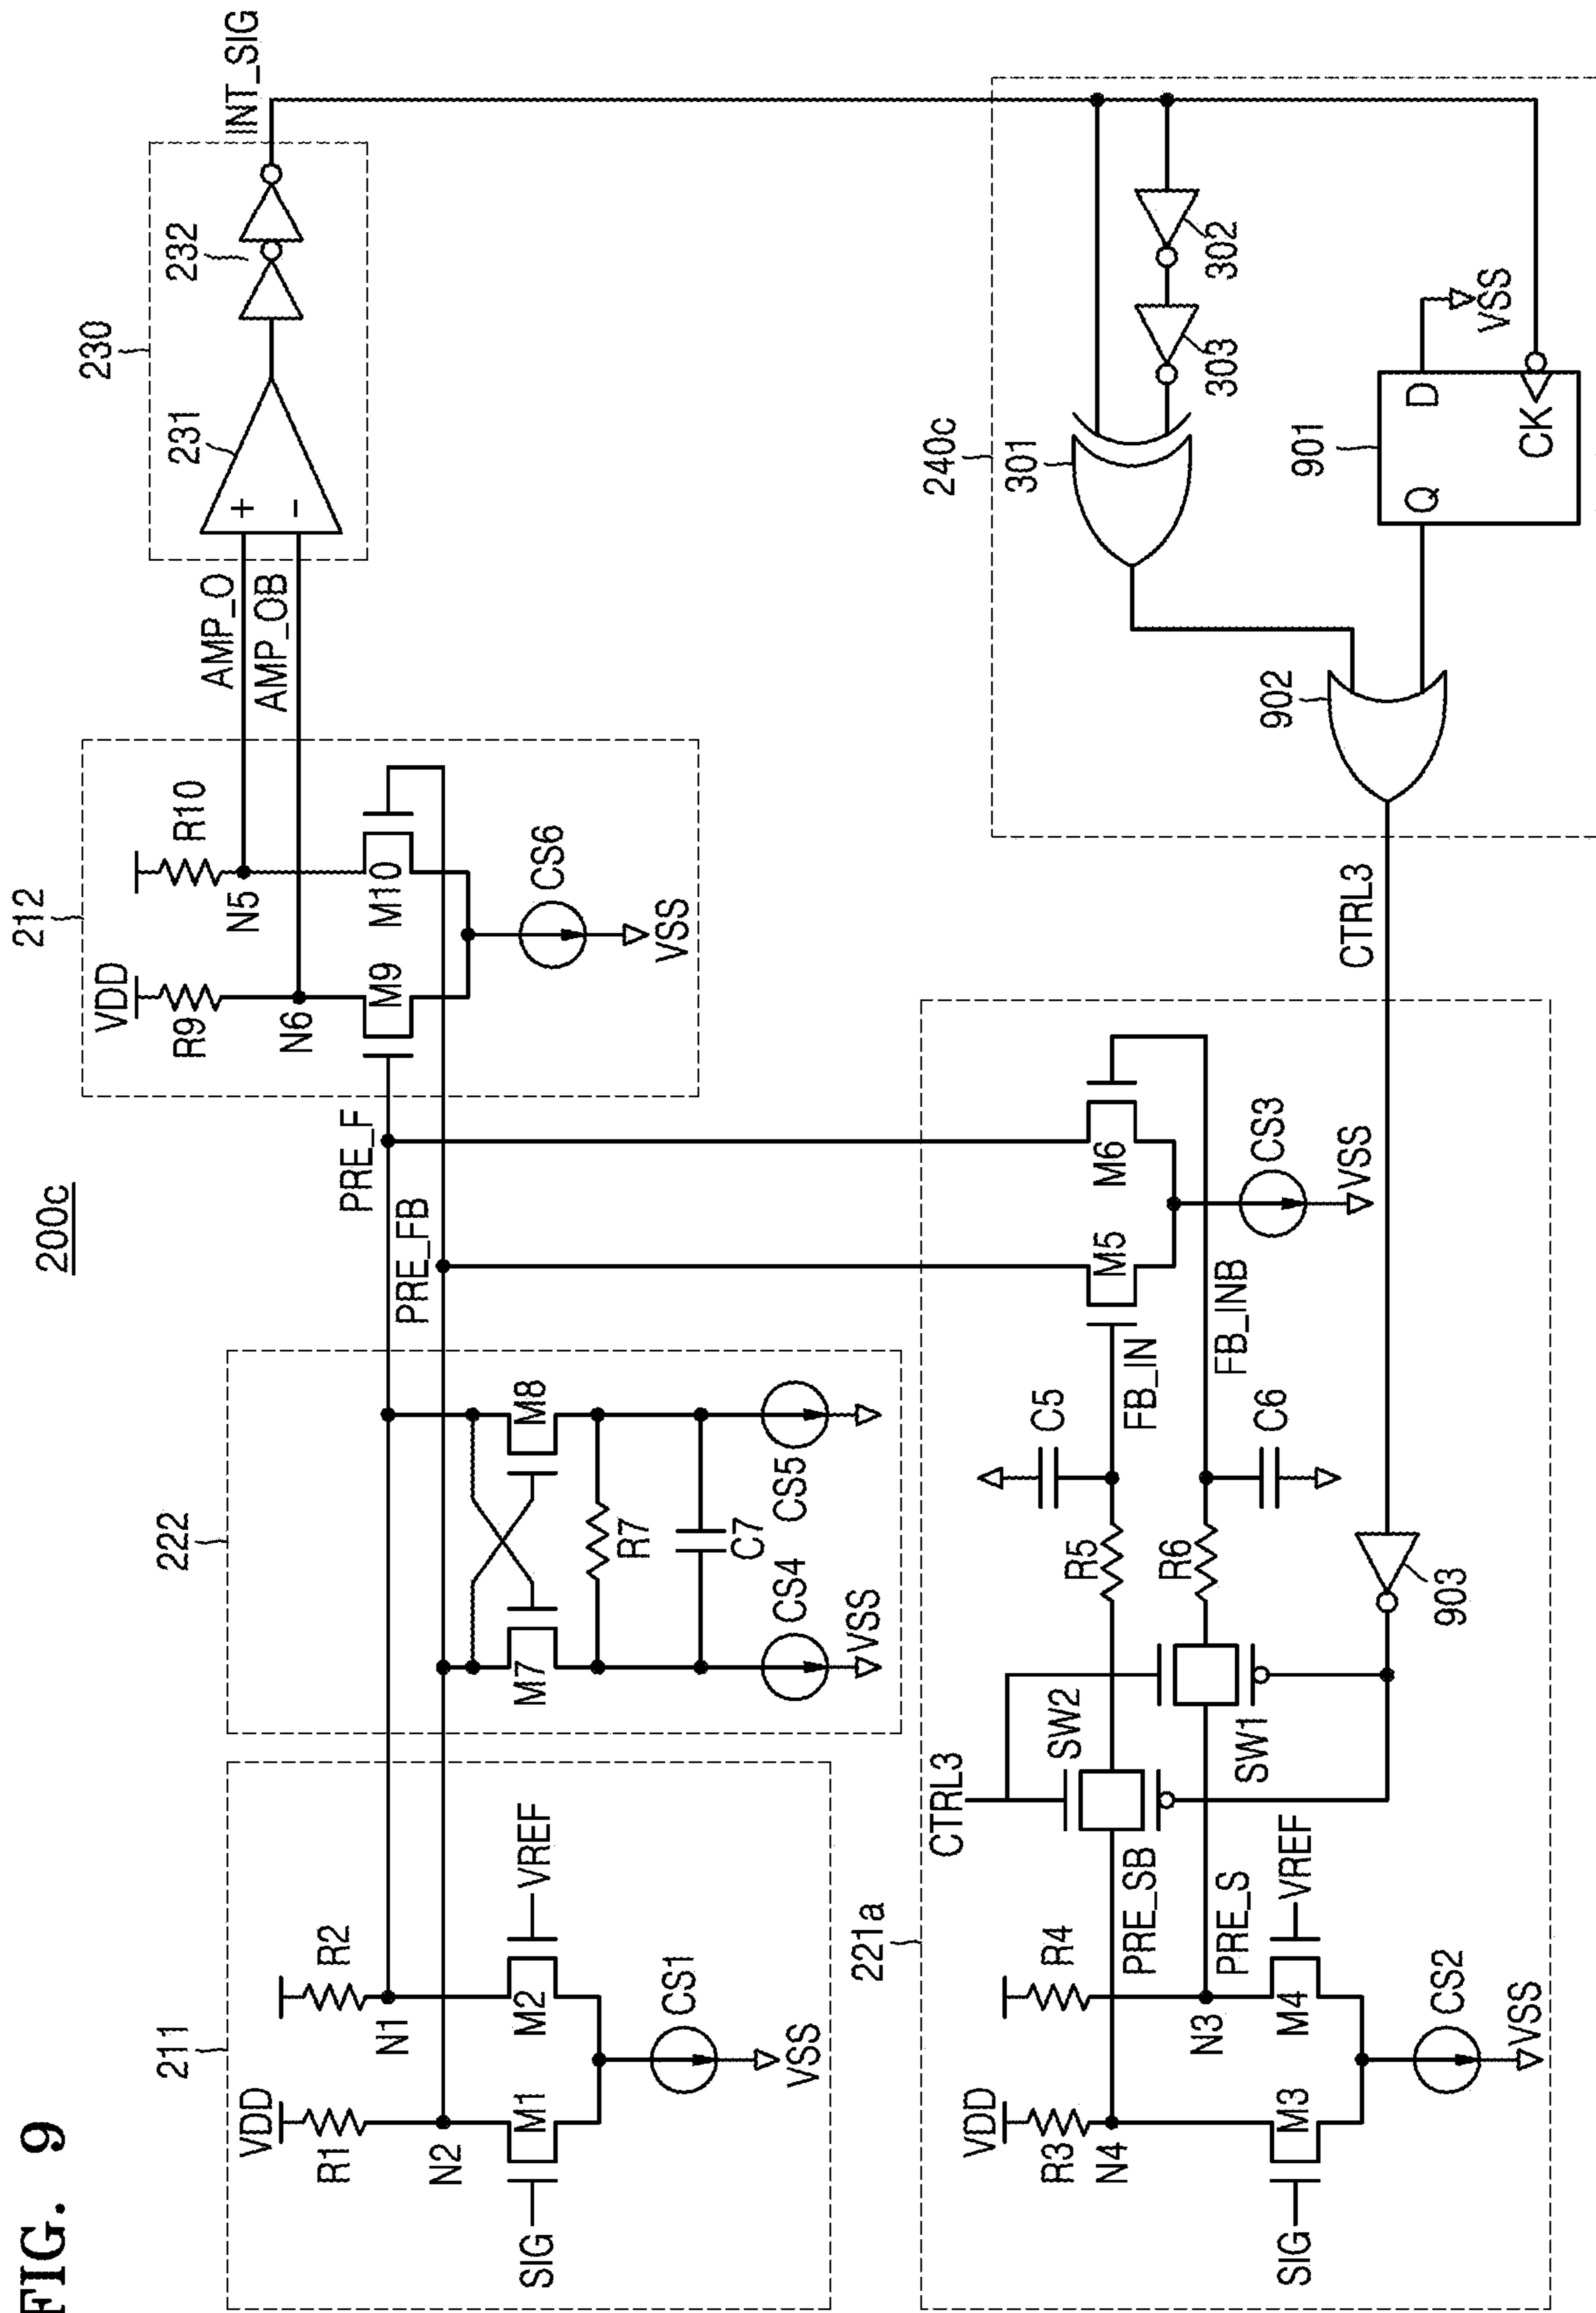 FIG. 9
200c
211
VDD
R1
R2
N1
N2
M1
M2
SIG
VREF
CS1
VSS
222
M7
M8
R7
C7
CS4
CS5
VSS
PRE_F
PRE_FB
212
VDD
R9
R10
N5
N6
M9
M10
CS6
VSS
AMP_O
AMP_OB
230
231
+
-
232
INT_SIG
221a
VDD
R3
R4
N4
N3
M3
M4
SIG
VREF
CS2
VSS
PRE_SB
PRE_S
CTRL3
SW2
SW1
R5
R6
C5
C6
FB_IN
FB_INB
M5
M6
CS3
VSS
903
CTRL3
240c
301
302
303
901
D
Q
CK
VSS
902